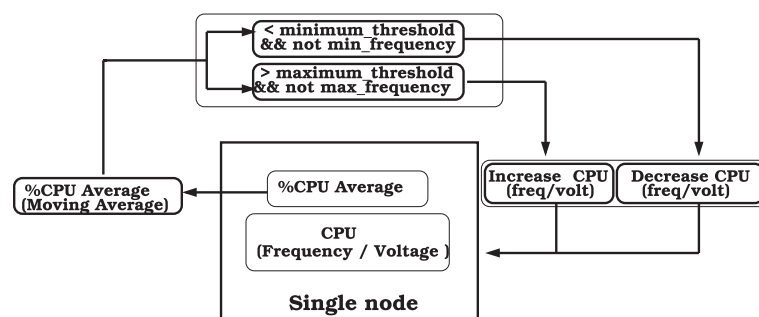 < minimum_threshold
&& not min_frequency
> maximum_threshold
&& not max_frequency
%CPU Average
(Moving Average)
%CPU Average
CPU
(Frequency / Voltage )
Single node
Increase CPU
(freq/volt)
Decrease CPU
(freq/volt)